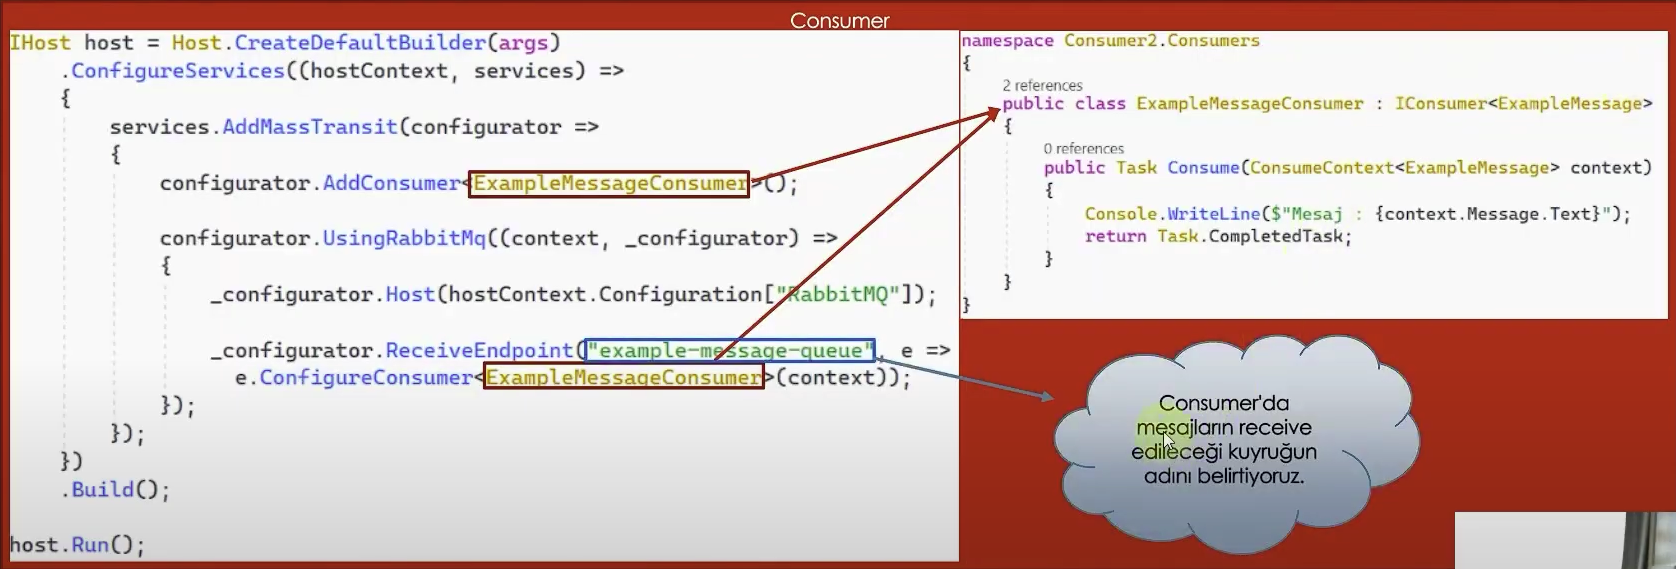 Consumer
IHost host = Host.CreateDefaultBuilder(args)
.ConfigureServices((hostContext, services) =>
{
services.AddMassTransit(configurator =>
{
configurator.AddConsumer<ExampleMessageConsumer>();
configurator.UsingRabbitMq((context, _configurator) =>
{
_configurator.Host(hostContext.Configuration["RabbitMQ"]);
_configurator.ReceiveEndpoint("example-message-queue", e =>
e.ConfigureConsumer<ExampleMessageConsumer>(context));
});
});
})
.Build();
host.Run();
namespace Consumer2.Consumers
{
2 references
public class ExampleMessageConsumer : IConsumer<ExampleMessage>
{
0 references
public Task Consume(ConsumeContext<ExampleMessage> context)
{
Console.WriteLine($"Mesaj : {context.Message.Text}");
return Task.CompletedTask;
}
}
}
Consumer'da
mesajların receive
edileceği kuyruğun
adını belirtiyoruz.